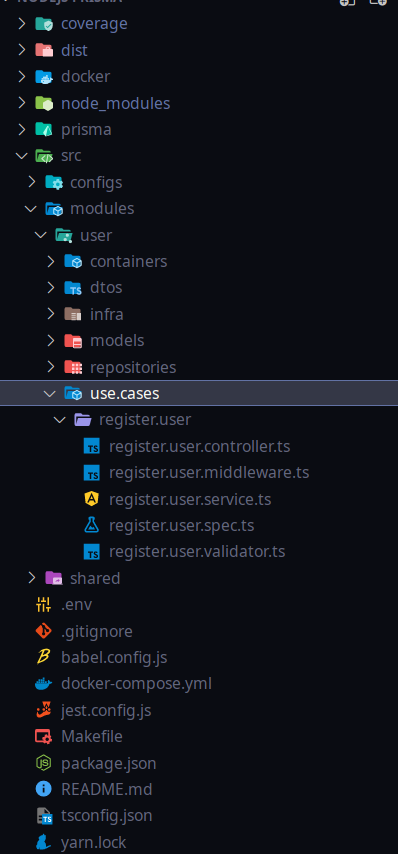 coverage
dist
docker
node_modules
prisma
src
configs
modules
user
containers
dtos
infra
models
repositories
use.cases
register.user
register.user.controller.ts
register.user.middleware.ts
register.user.service.ts
register.user.spec.ts
register.user.validator.ts
shared
.env
.gitignore
babel.config.js
docker-compose.yml
jest.config.js
Makefile
package.json
README.md
tsconfig.json
yarn.lock